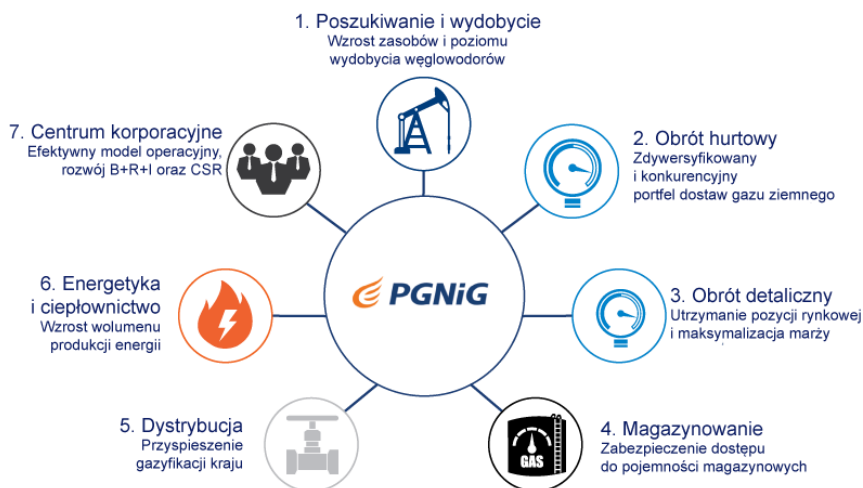 1. Poszukiwanie i wydobycie
Wzrost zasobów i poziomu
wydobycia węglowodorów
2. Obrót hurtowy
Zdywersyfikowany
i konkurencyjny
portfel dostaw gazu ziemnego
3. Obrót detaliczny
Utrzymanie pozycji rynkowej
i maksymalizacja marży
4. Magazynowanie
Zabezpieczenie dostępu
do pojemności magazynowych
GAS
5. Dystrybucja
Przyspieszenie
gazyfikacji kraju
6. Energetyka
i ciepłownictwo
Wzrost wolumenu
produkcji energii
7. Centrum korporacyjne
Efektywny model operacyjny,
rozwój B+R+I oraz CSR
PGNiG